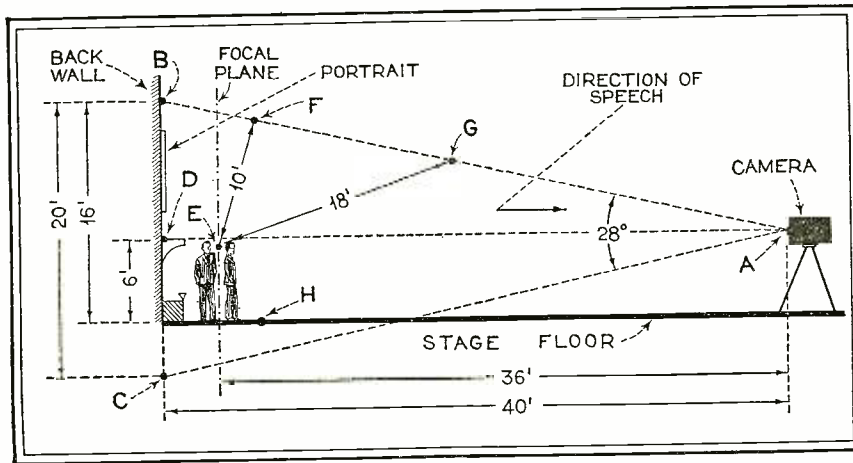 BACK
WALL
B
FOCAL
PLANE
PORTRAIT
DIRECTION OF
SPEECH
F
G
CAMERA
D
E
10'
18'
20'
16'
6'
28°
A
H
STAGE FLOOR
C
36'
40'